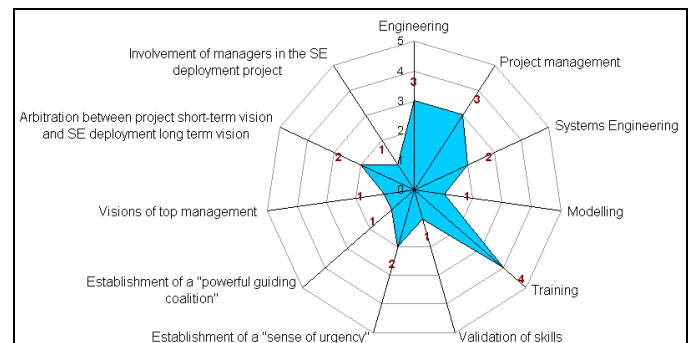 Engineering
5
Involvement of managers in the SE
deployment project
Project management
4
3
3
3
Arbitration between project short-term vision
and SE deployment long term vision
2
1
2
Systems Engineering
2
1
0
1
1
Visions of top management
Modelling
1
1
2
4
Establishment of a "powerful guiding
coalition"
Training
Establishment of a "sense of urgency"
Validation of skills